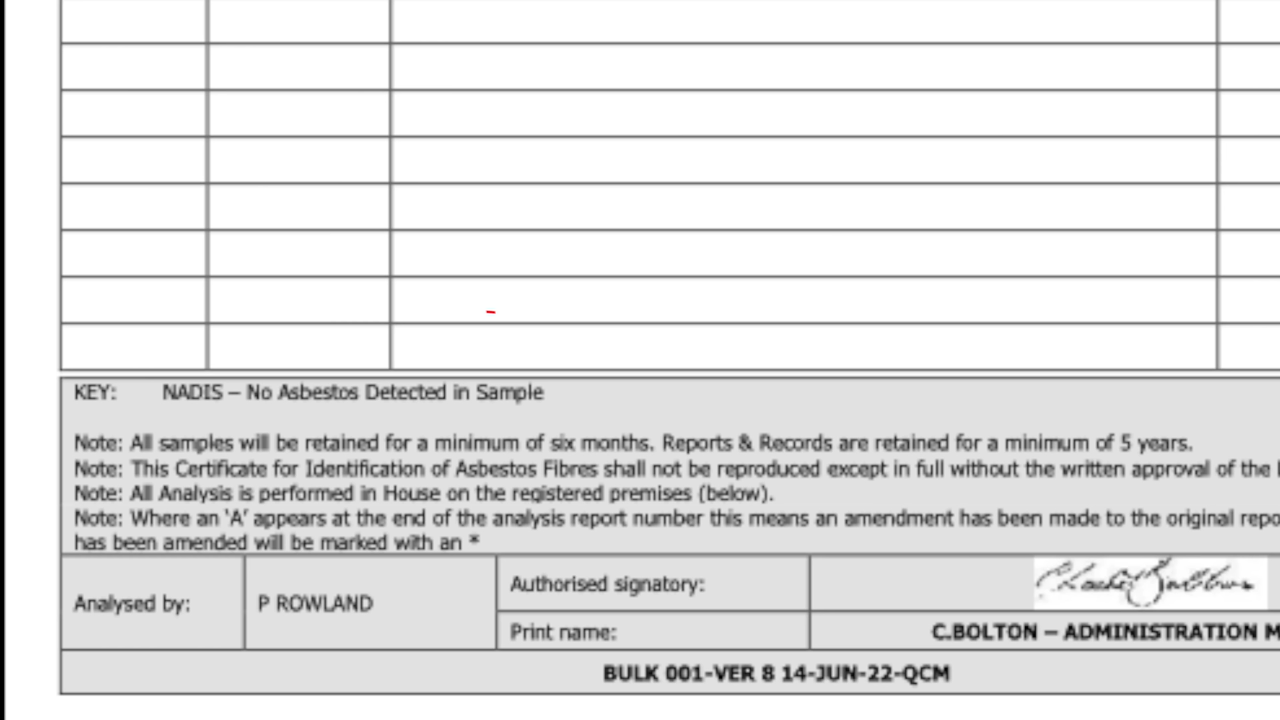 KEY: NADIS – No Asbestos Detected in Sample
Note: All samples will be retained for a minimum of six months. Reports & Records are retained for a minimum of 5 years.
Note: This Certificate for Identification of Asbestos Fibres shall not be reproduced except in full without the written approval of the
Note: All Analysis is performed in House on the registered premises (below).
Note: Where an ‘A’ appears at the end of the analysis report number this means an amendment has been made to the original
has been amended will be marked with an *
Analysed by:
P ROWLAND
Authorised signatory:
Print name:
C.BOLTON – ADMINISTRATION
BULK 001-VER 8 14-JUN-22-QCM